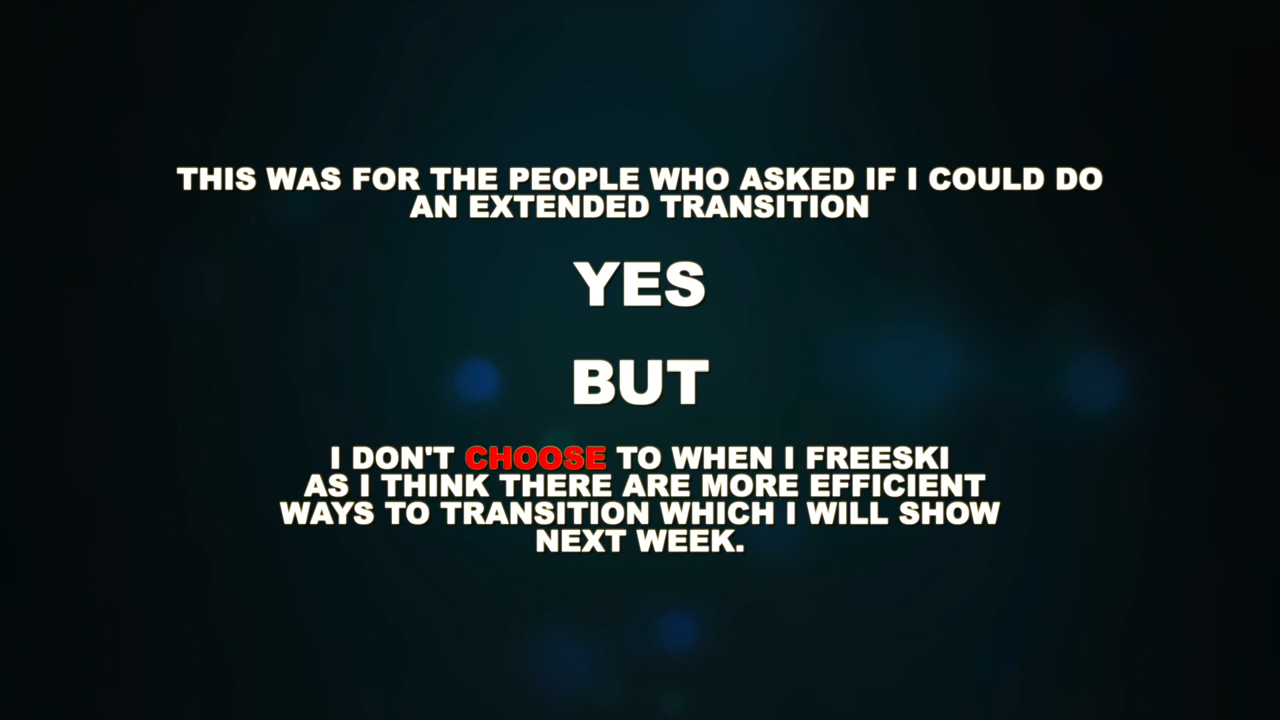 THIS WAS FOR THE PEOPLE WHO ASKED IF I COULD DO
AN EXTENDED TRANSITION
YES
BUT
I DON'T CHOOSE TO WHEN I FREESKI
AS I THINK THERE ARE MORE EFFICIENT
WAYS TO TRANSITION WHICH I WILL SHOW
NEXT WEEK.